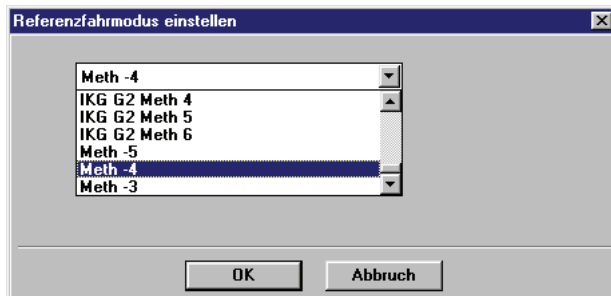 Referenzfahrmodus einstellen
Meth -4
IKG G2 Meth 4
IKG G2 Meth 5
IKG G2 Meth 6
Meth -5
Meth -4
Meth -3
OK Abbruch